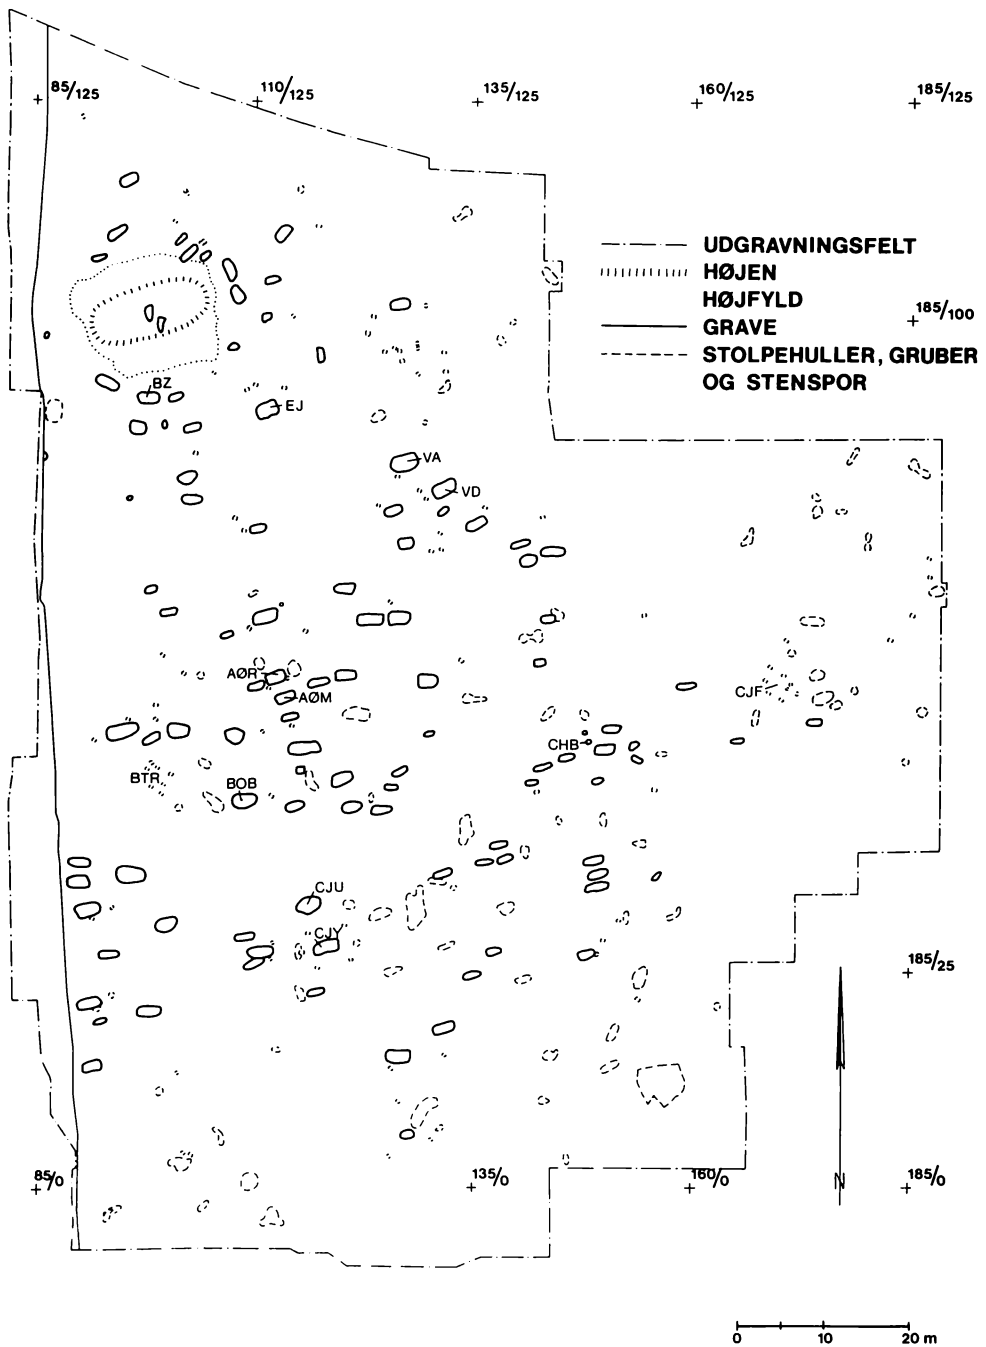 85/125
110/125
135/125
160/125
185/125
UDGRAVNINGSFELT
HØJEN
HØJFYLD
185/100
GRAVE
STOLPEHULLER, GRUBER
OG STENSPOR
BZ
EJ
VA
VD
AØR
AØM
CJF
CHB
BTR
BOB
CJU
CJY
185/25
85/0
135/0
160/0
185/0
N
0 10 20 m